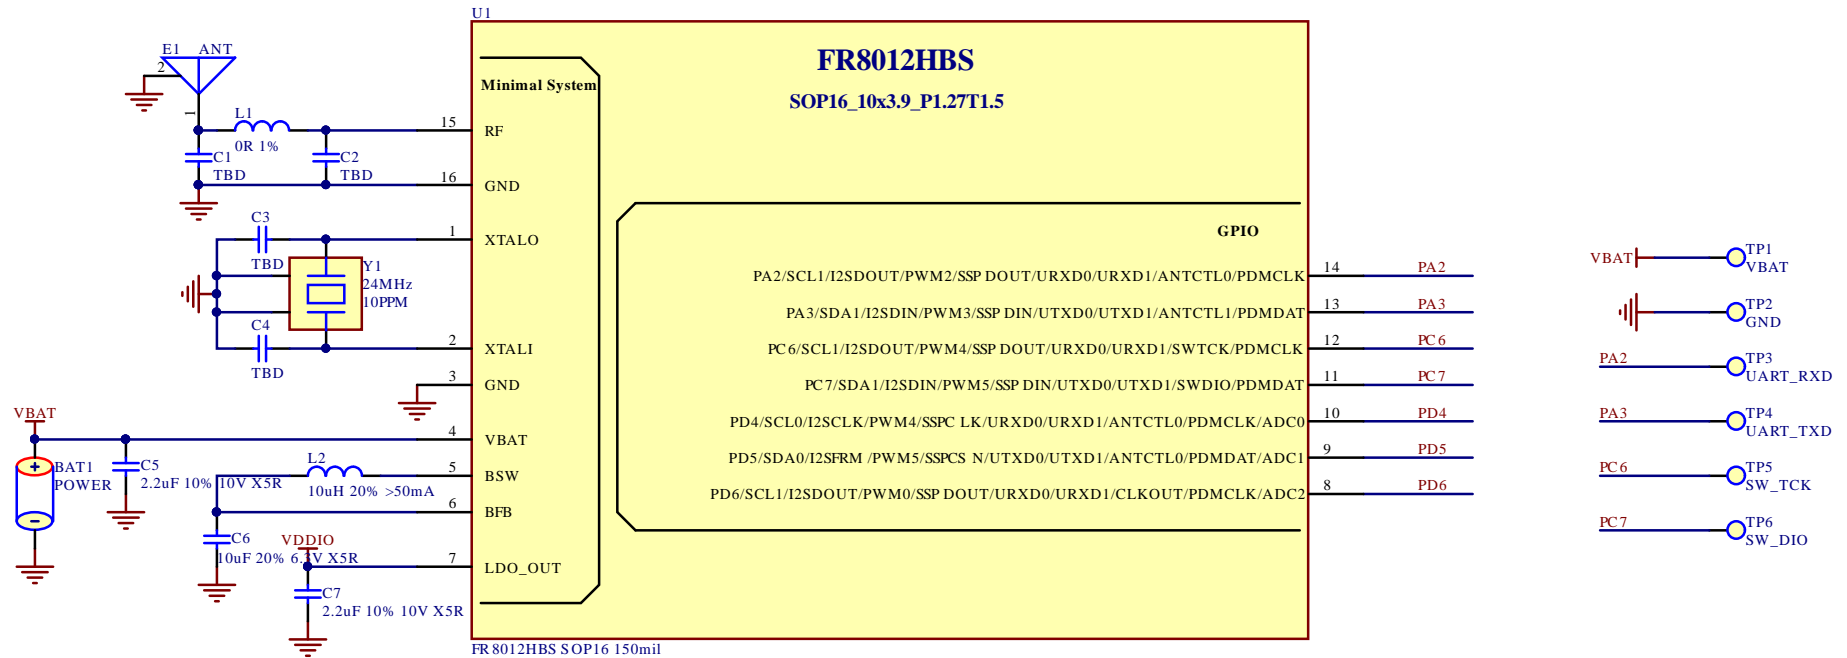 U1
FR8012HBS
SOP16_10x3.9_P1.27T1.5
Minimal System
E1 ANT
2
1
L1
0R 1%
C1
TBD
C2
TBD
15 RF
16 GND
C3
TBD
Y1
24MHz
10PPM
C4
TBD
1 XTALO
2 XTALI
3 GND
VBAT
BAT1
POWER
C5
2.2uF 10% 10V X5R
4 VBAT
L2
10uH 20% >50mA
5 BSW
6 BFB
C6
10uF 20% 6.3V X5R
VDDIO
7 LDO_OUT
C7
2.2uF 10% 10V X5R
GPIO
PA2/SCL1/I2SDOUT/PWM2/SSP DOUT/URXD0/URXD1/ANTCTL0/PDMCLK 14 PA2
PA3/SDA1/I2SDIN/PWM3/SSP DIN/UTXD0/UTXD1/ANTCTL1/PDMDAT 13 PA3
PC6/SCL1/I2SDOUT/PWM4/SSP DOUT/URXD0/URXD1/SWTCK/PDMCLK 12 PC6
PC7/SDA1/I2SDIN/PWM5/SSP DIN/UTXD0/UTXD1/SWDIO/PDMDAT 11 PC7
PD4/SCL0/I2SCLK/PWM4/SSPC LK/URXD0/URXD1/ANTCTL0/PDMCLK/ADC0 10 PD4
PD5/SDA0/I2SFRM /PWM5/SSPCS N/UTXD0/UTXD1/ANTCTL0/PDMDAT/ADC1 9 PD5
PD6/SCL1/I2SDOUT/PWM0/SSP DOUT/URXD0/URXD1/CLKOUT/PDMCLK/ADC2 8 PD6
FR8012HBS SOP16 150mil
VBAT TP1
VBAT
TP2
GND
PA2 TP3
UART_RXD
PA3 TP4
UART_TXD
PC6 TP5
SW_TCK
PC7 TP6
SW_DIO